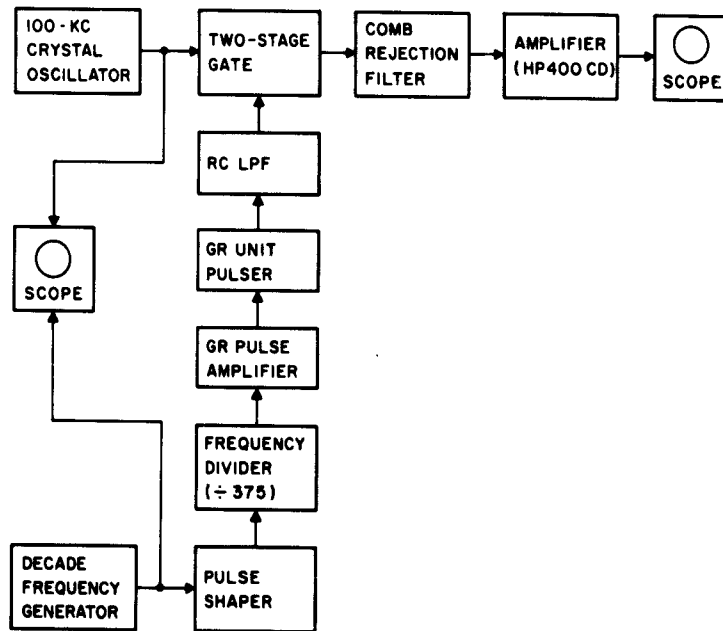 100-KC
CRYSTAL
OSCILLATOR
TWO-STAGE
GATE
COMB
REJECTION
FILTER
AMPLIFIER
(HP400 CD)
SCOPE
RC LPF
SCOPE
GR UNIT
PULSER
GR PULSE
AMPLIFIER
FREQUENCY
DIVIDER
(÷375)
DECADE
FREQUENCY
GENERATOR
PULSE
SHAPER